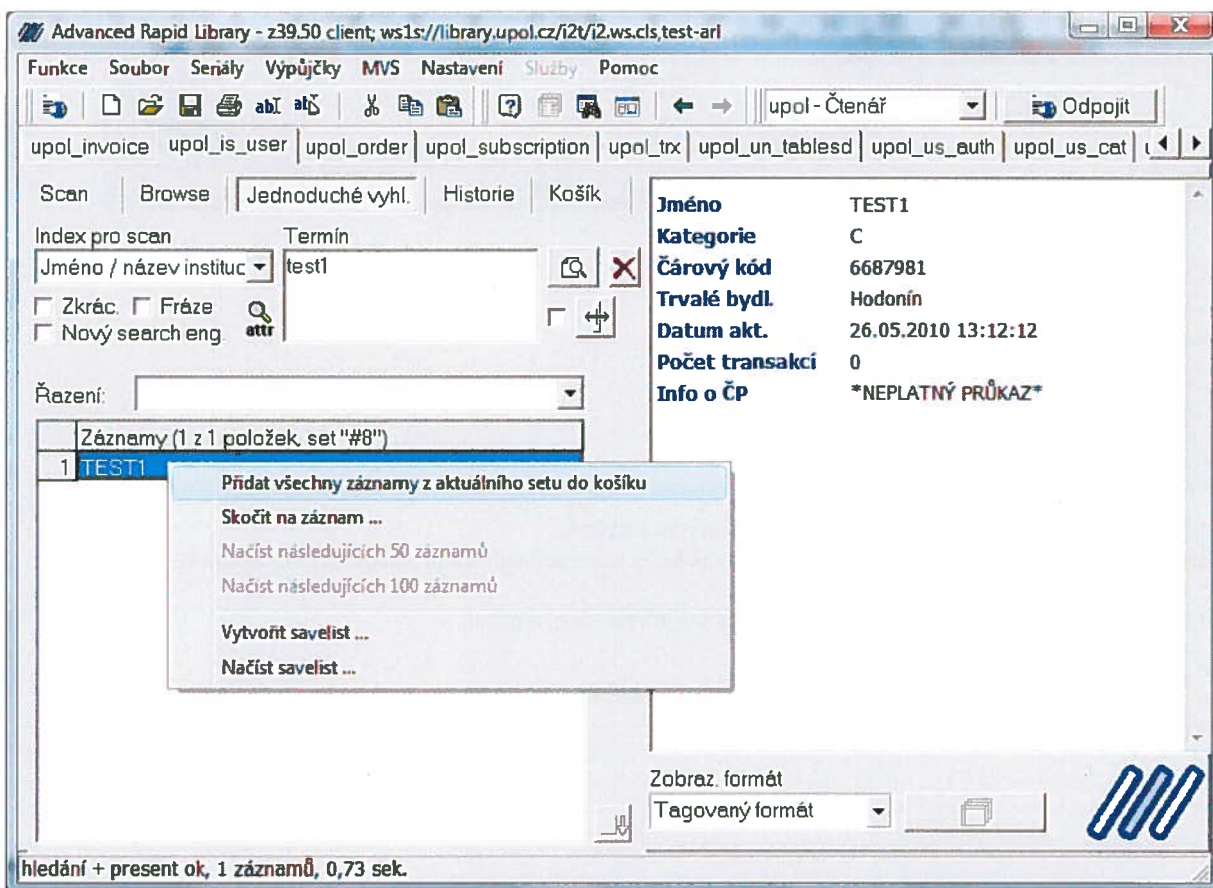 Advanced Rapid Library - z39.50 client; ws1s://library.upol.cz/i2t/i2.ws.cls,test-arl
Funkce Soubor Seriály Výpůjčky MVS Nastavení Služby Pomoc
upol - Čtenář Odpojit
upol_invoice upol_is_user upol_order upol_subscription upol_trx upol_un_tablesd upol_us_auth upol_us_cat
Scan Browse Jednoduché vyhl. Historie Košík
Index pro scan Termín
Jméno / název instituc test1
Zkrác. Fráze
Nový search eng. attr
Řazení:
Záznamy (1 z 1 položek, set "#8")
1 TEST1
Přidat všechny záznamy z aktuálního setu do košíku
Skočit na záznam ...
Načíst následujících 50 záznamů
Načíst následujících 100 záznamů
Vytvořit savelist ...
Načíst savelist ...
Jméno TEST1
Kategorie C
Čárový kód 6687981
Trvalé bydl. Hodonín
Datum akt. 26.05.2010 13:12:12
Počet transakcí 0
Info o ČP *NEPLATNÝ PRŮKAZ*
Zobraz. formát
Tagovaný formát
hledání + present ok, 1 záznamů, 0,73 sek.